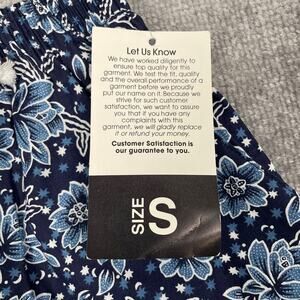 Let Us Know
We have worked diligently to
ensure top quality for this
garment. We test the fit, quality
and the overall performance of a
garment before we proudly
put our name on it. Because we
strive for such customer
satisfaction, we want to assure
you that if you have any
complaints with this
garment, we will gladly replace
it or refund your money.
Customer Satisfaction is
our guarantee to you.
SIZE
S